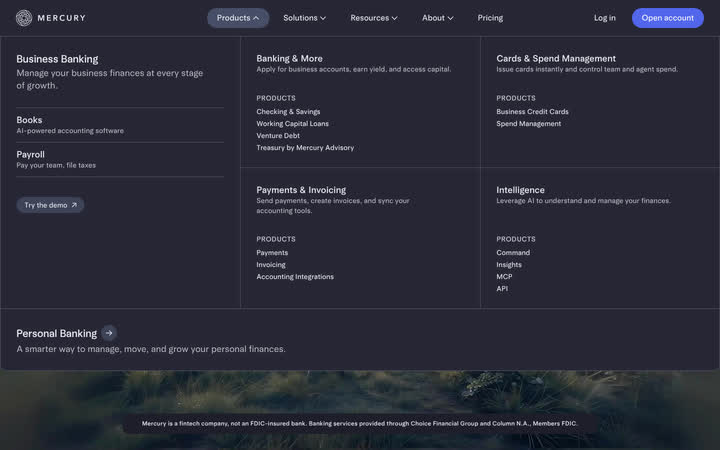 MERCURY
Products
Solutions
Resources
About
Pricing
Log in
Open account
Business Banking
Manage your business finances at every stage
of growth.
Books
AI-powered accounting software
Payroll
Pay your team, file taxes
Try the demo
Banking & More
Apply for business accounts, earn yield, and access capital.
PRODUCTS
Checking & Savings
Working Capital Loans
Venture Debt
Treasury by Mercury Advisory
Cards & Spend Management
Issue cards instantly and control team and agent spend.
PRODUCTS
Business Credit Cards
Spend Management
Payments & Invoicing
Send payments, create invoices, and sync your
accounting tools.
PRODUCTS
Payments
Invoicing
Accounting Integrations
Intelligence
Leverage AI to understand and manage your finances.
PRODUCTS
Command
Insights
MCP
API
Personal Banking
A smarter way to manage, move, and grow your personal finances.
Mercury is a fintech company, not an FDIC-insured bank. Banking services provided through Choice Financial Group and Column N.A., Members FDIC.